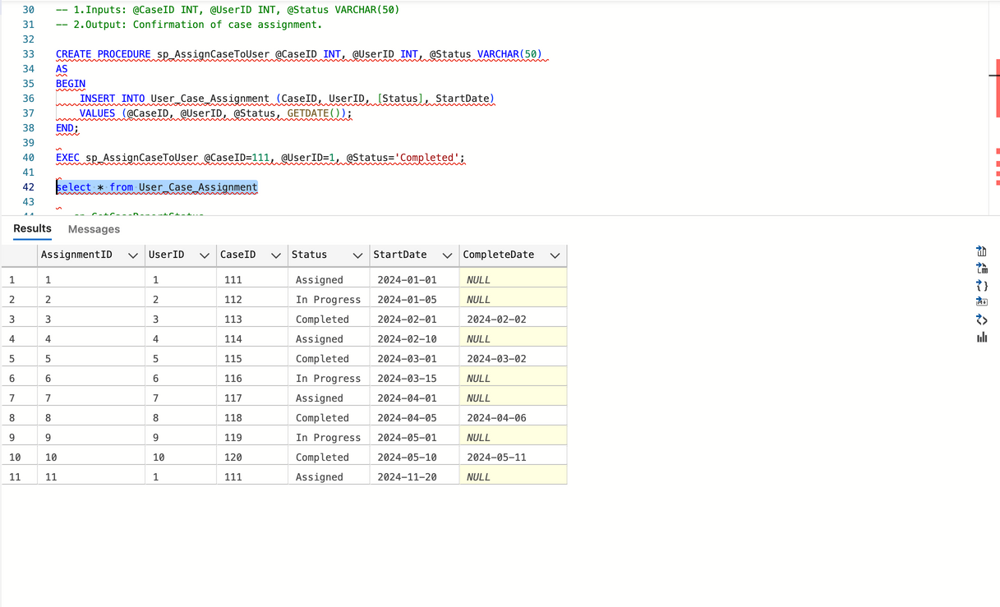 30 -- 1.Inputs: @CaseID INT, @UserID INT, @Status VARCHAR(50)
31 -- 2.Output: Confirmation of case assignment.
32
33 CREATE PROCEDURE sp_AssignCaseToUser @CaseID INT, @UserID INT, @Status VARCHAR(50)
34 AS
35 BEGIN
36 INSERT INTO User_Case_Assignment (CaseID, UserID, [Status], StartDate)
37 VALUES (@CaseID, @UserID, @Status, GETDATE());
38 END;
39
40 EXEC sp_AssignCaseToUser @CaseID=111, @UserID=1, @Status='Completed';
41
42 select * from User_Case_Assignment
43
Results Messages
AssignmentID UserID CaseID Status StartDate CompleteDate
1 1 1 111 Assigned 2024-01-01 NULL
2 2 2 112 In Progress 2024-01-05 NULL
3 3 3 113 Completed 2024-02-01 2024-02-02
4 4 4 114 Assigned 2024-02-10 NULL
5 5 5 115 Completed 2024-03-01 2024-03-02
6 6 6 116 In Progress 2024-03-15 NULL
7 7 7 117 Assigned 2024-04-01 NULL
8 8 8 118 Completed 2024-04-05 2024-04-06
9 9 9 119 In Progress 2024-05-01 NULL
10 10 10 120 Completed 2024-05-10 2024-05-11
11 11 1 111 Assigned 2024-11-20 NULL